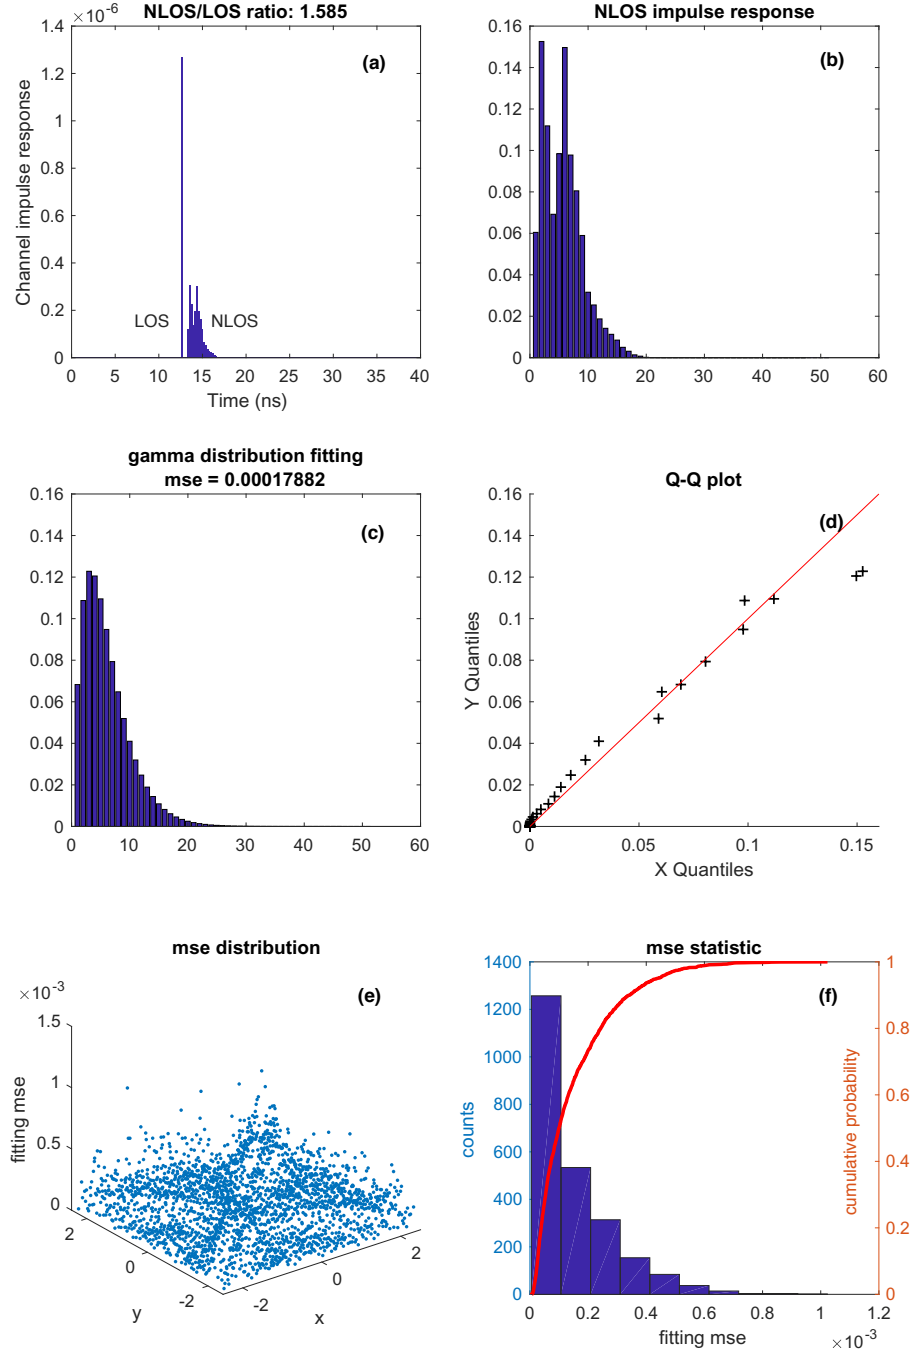 NLOS/LOS ratio: 1.585
×10⁻⁶
1.4
1.2
1
0.8
0.6
0.4
0.2
0
Channel impulse response
(a)
LOS
NLOS
0 5 10 15 20 25 30 35 40
Time (ns)
NLOS impulse response
0.16
0.14
0.12
0.1
0.08
0.06
0.04
0.02
0
(b)
0 10 20 30 40 50 60
gamma distribution fitting
mse = 0.00017882
0.16
0.14
0.12
0.1
0.08
0.06
0.04
0.02
0
(c)
0 10 20 30 40 50 60
Q-Q plot
0.16
0.14
0.12
0.1
0.08
0.06
0.04
0.02
0
Y Quantiles
(d)
0 0.05 0.1 0.15
X Quantiles
mse distribution
×10⁻³
1.5
1
0.5
0
fitting mse
(e)
2
0
-2
y
-2
0
2
x
mse statistic
1400
1200
1000
800
600
400
200
0
counts
(f)
1
0.8
0.6
0.4
0.2
0
cumulative probability
0 0.2 0.4 0.6 0.8 1 1.2
fitting mse
×10⁻³